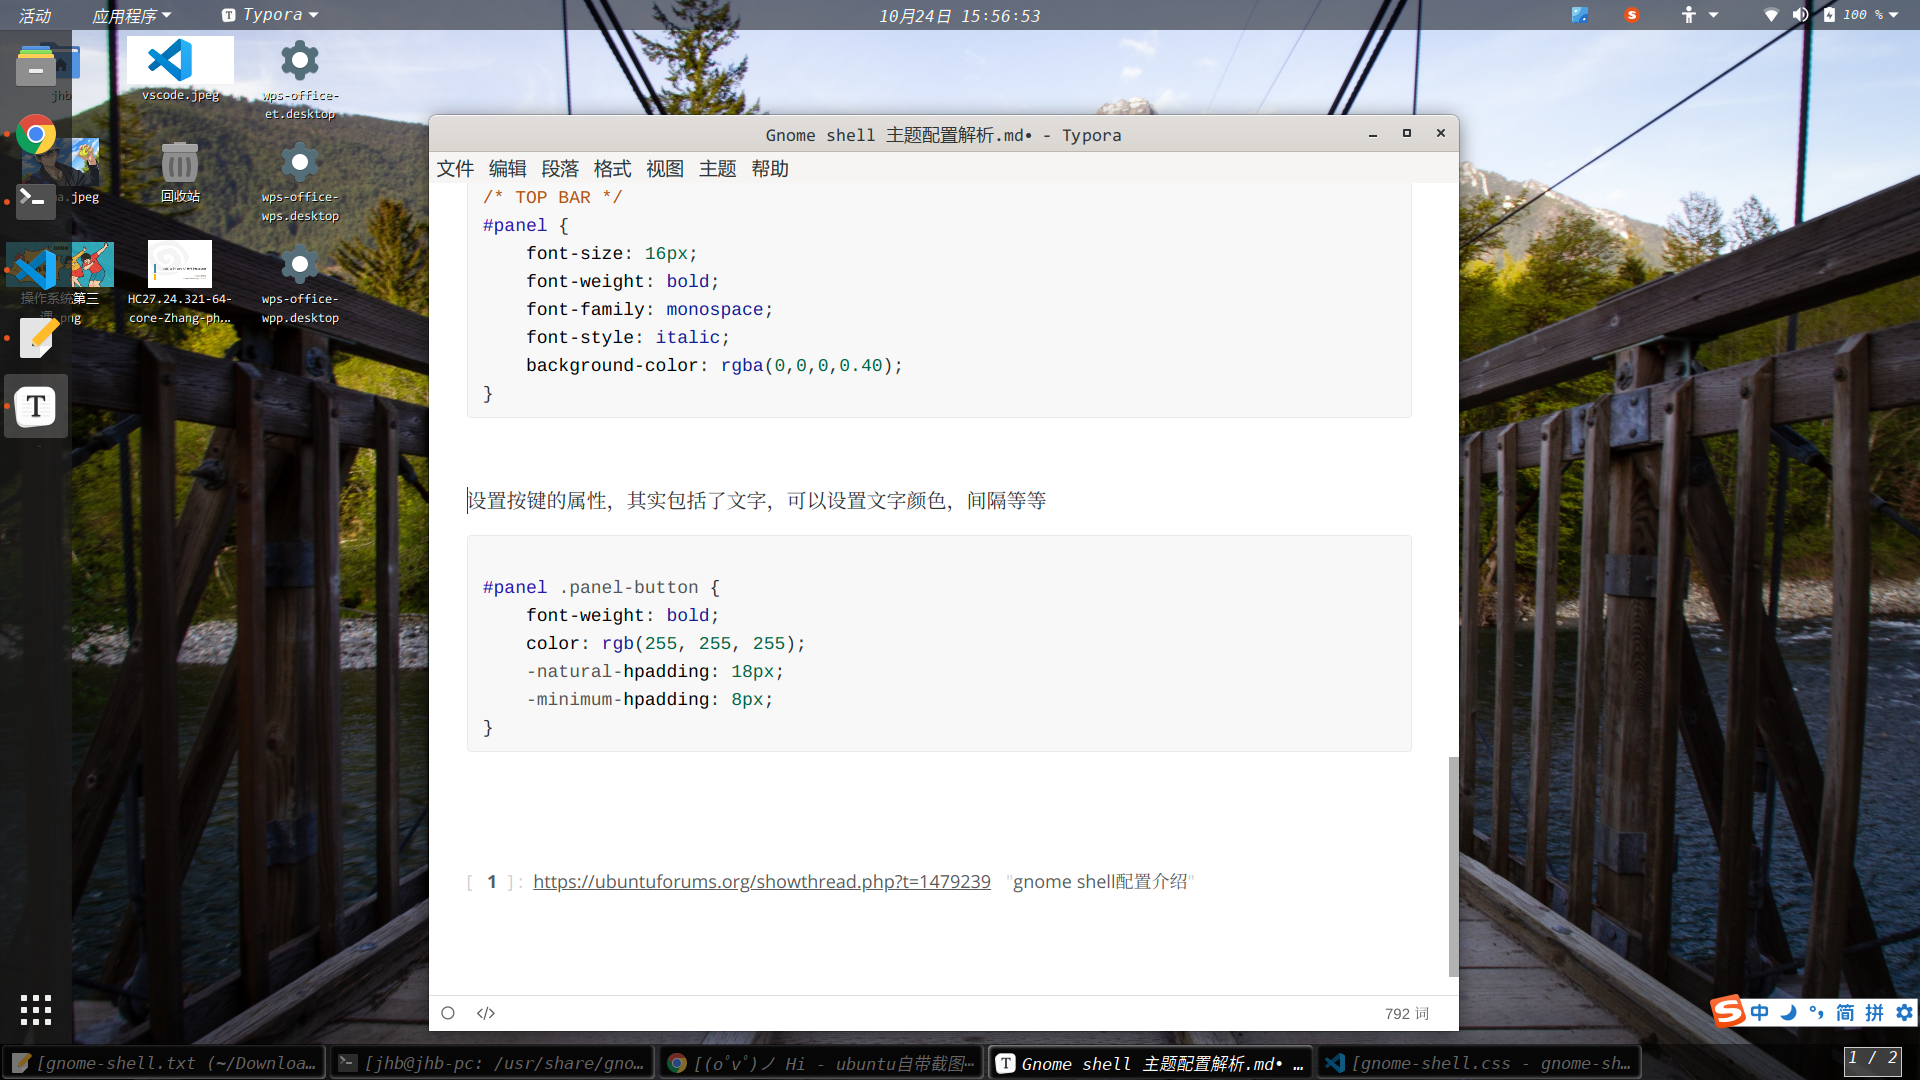 活动 应用程序 Typora 10月24日 15:56:53 100 %
jhb
vscode.jpeg
wps-office-
et.desktop
a.jpeg
回收站
wps-office-
wps.desktop
操作系统第三
课.png
HC27.24.321-64-
core-Zhang-ph...
wps-office-
wpp.desktop
Gnome shell 主题配置解析.md• - Typora
文件 编辑 段落 格式 视图 主题 帮助
/* TOP BAR */
#panel {
font-size: 16px;
font-weight: bold;
font-family: monospace;
font-style: italic;
background-color: rgba(0,0,0,0.40);
}
设置按键的属性，其实包括了文字，可以设置文字颜色，间隔等等
#panel .panel-button {
font-weight: bold;
color: rgb(255, 255, 255);
-natural-hpadding: 18px;
-minimum-hpadding: 8px;
}
[ 1 ]: https://ubuntuforums.org/showthread.php?t=1479239 "gnome shell配置介绍"
</> 792 词
中 简 拼
[gnome-shell.txt (~/Downloa...
[jhb@jhb-pc: /usr/share/gno...
[(oﾟvﾟ)ノ Hi - ubuntu自带截图…
Gnome shell 主题配置解析.md• ...
[gnome-shell.css - gnome-sh...
1 / 2